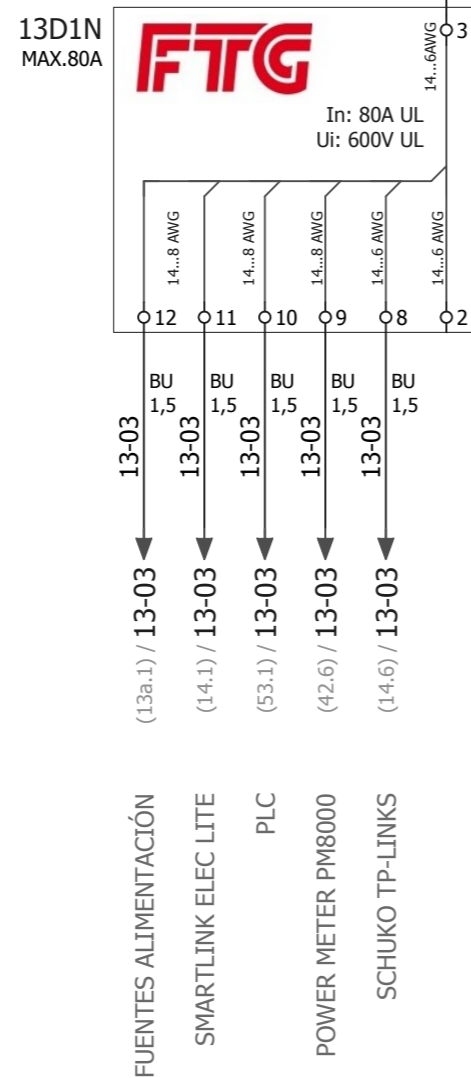 13D1N
MAX.80A
FTG
In: 80A UL
Ui: 600V UL
14...6AWG
3
14...8 AWG
14...8 AWG
14...8 AWG
14...6 AWG
14...6 AWG
12
11
10
9
8
2
BU
1,5
BU
1,5
BU
1,5
BU
1,5
BU
1,5
13-03
13-03
13-03
13-03
13-03
(13a.1) / 13-03
(14.1) / 13-03
(53.1) / 13-03
(42.6) / 13-03
(14.6) / 13-03
FUENTES ALIMENTACIÓN
SMARTLINK ELEC LITE
PLC
POWER METER PM8000
SCHUKO TP-LINKS